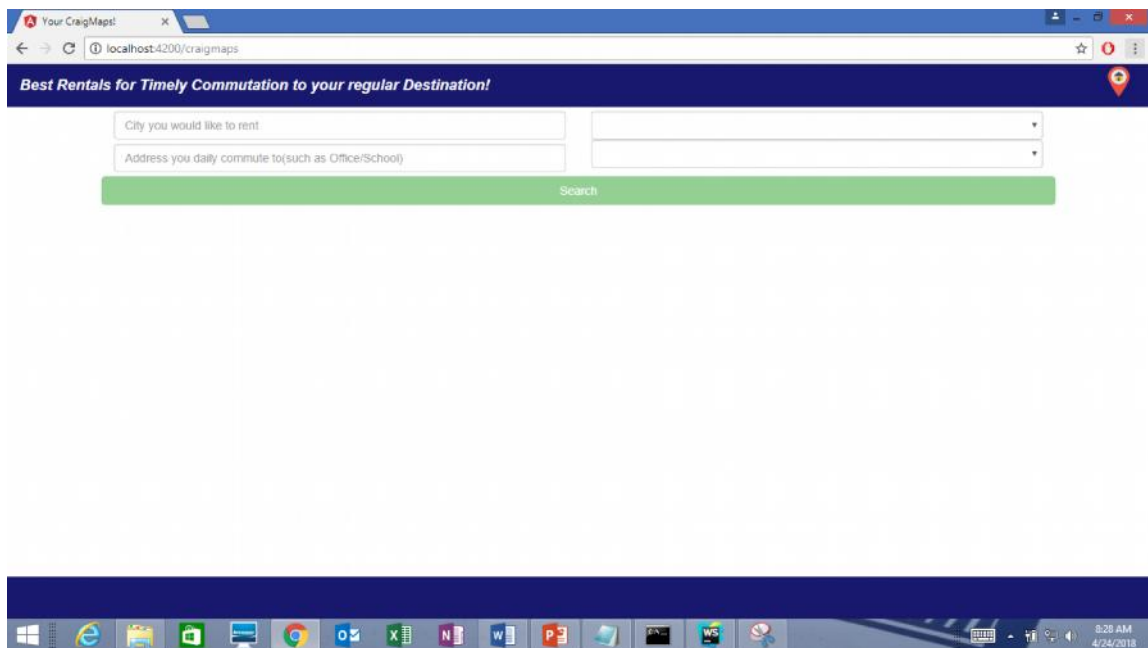 Your CraigMaps!
localhost:4200/craigmaps
Best Rentals for Timely Commutation to your regular Destination!
City you would like to rent
Address you daily commute to(such as Office/School)
Search
8:28 AM
4/24/2018